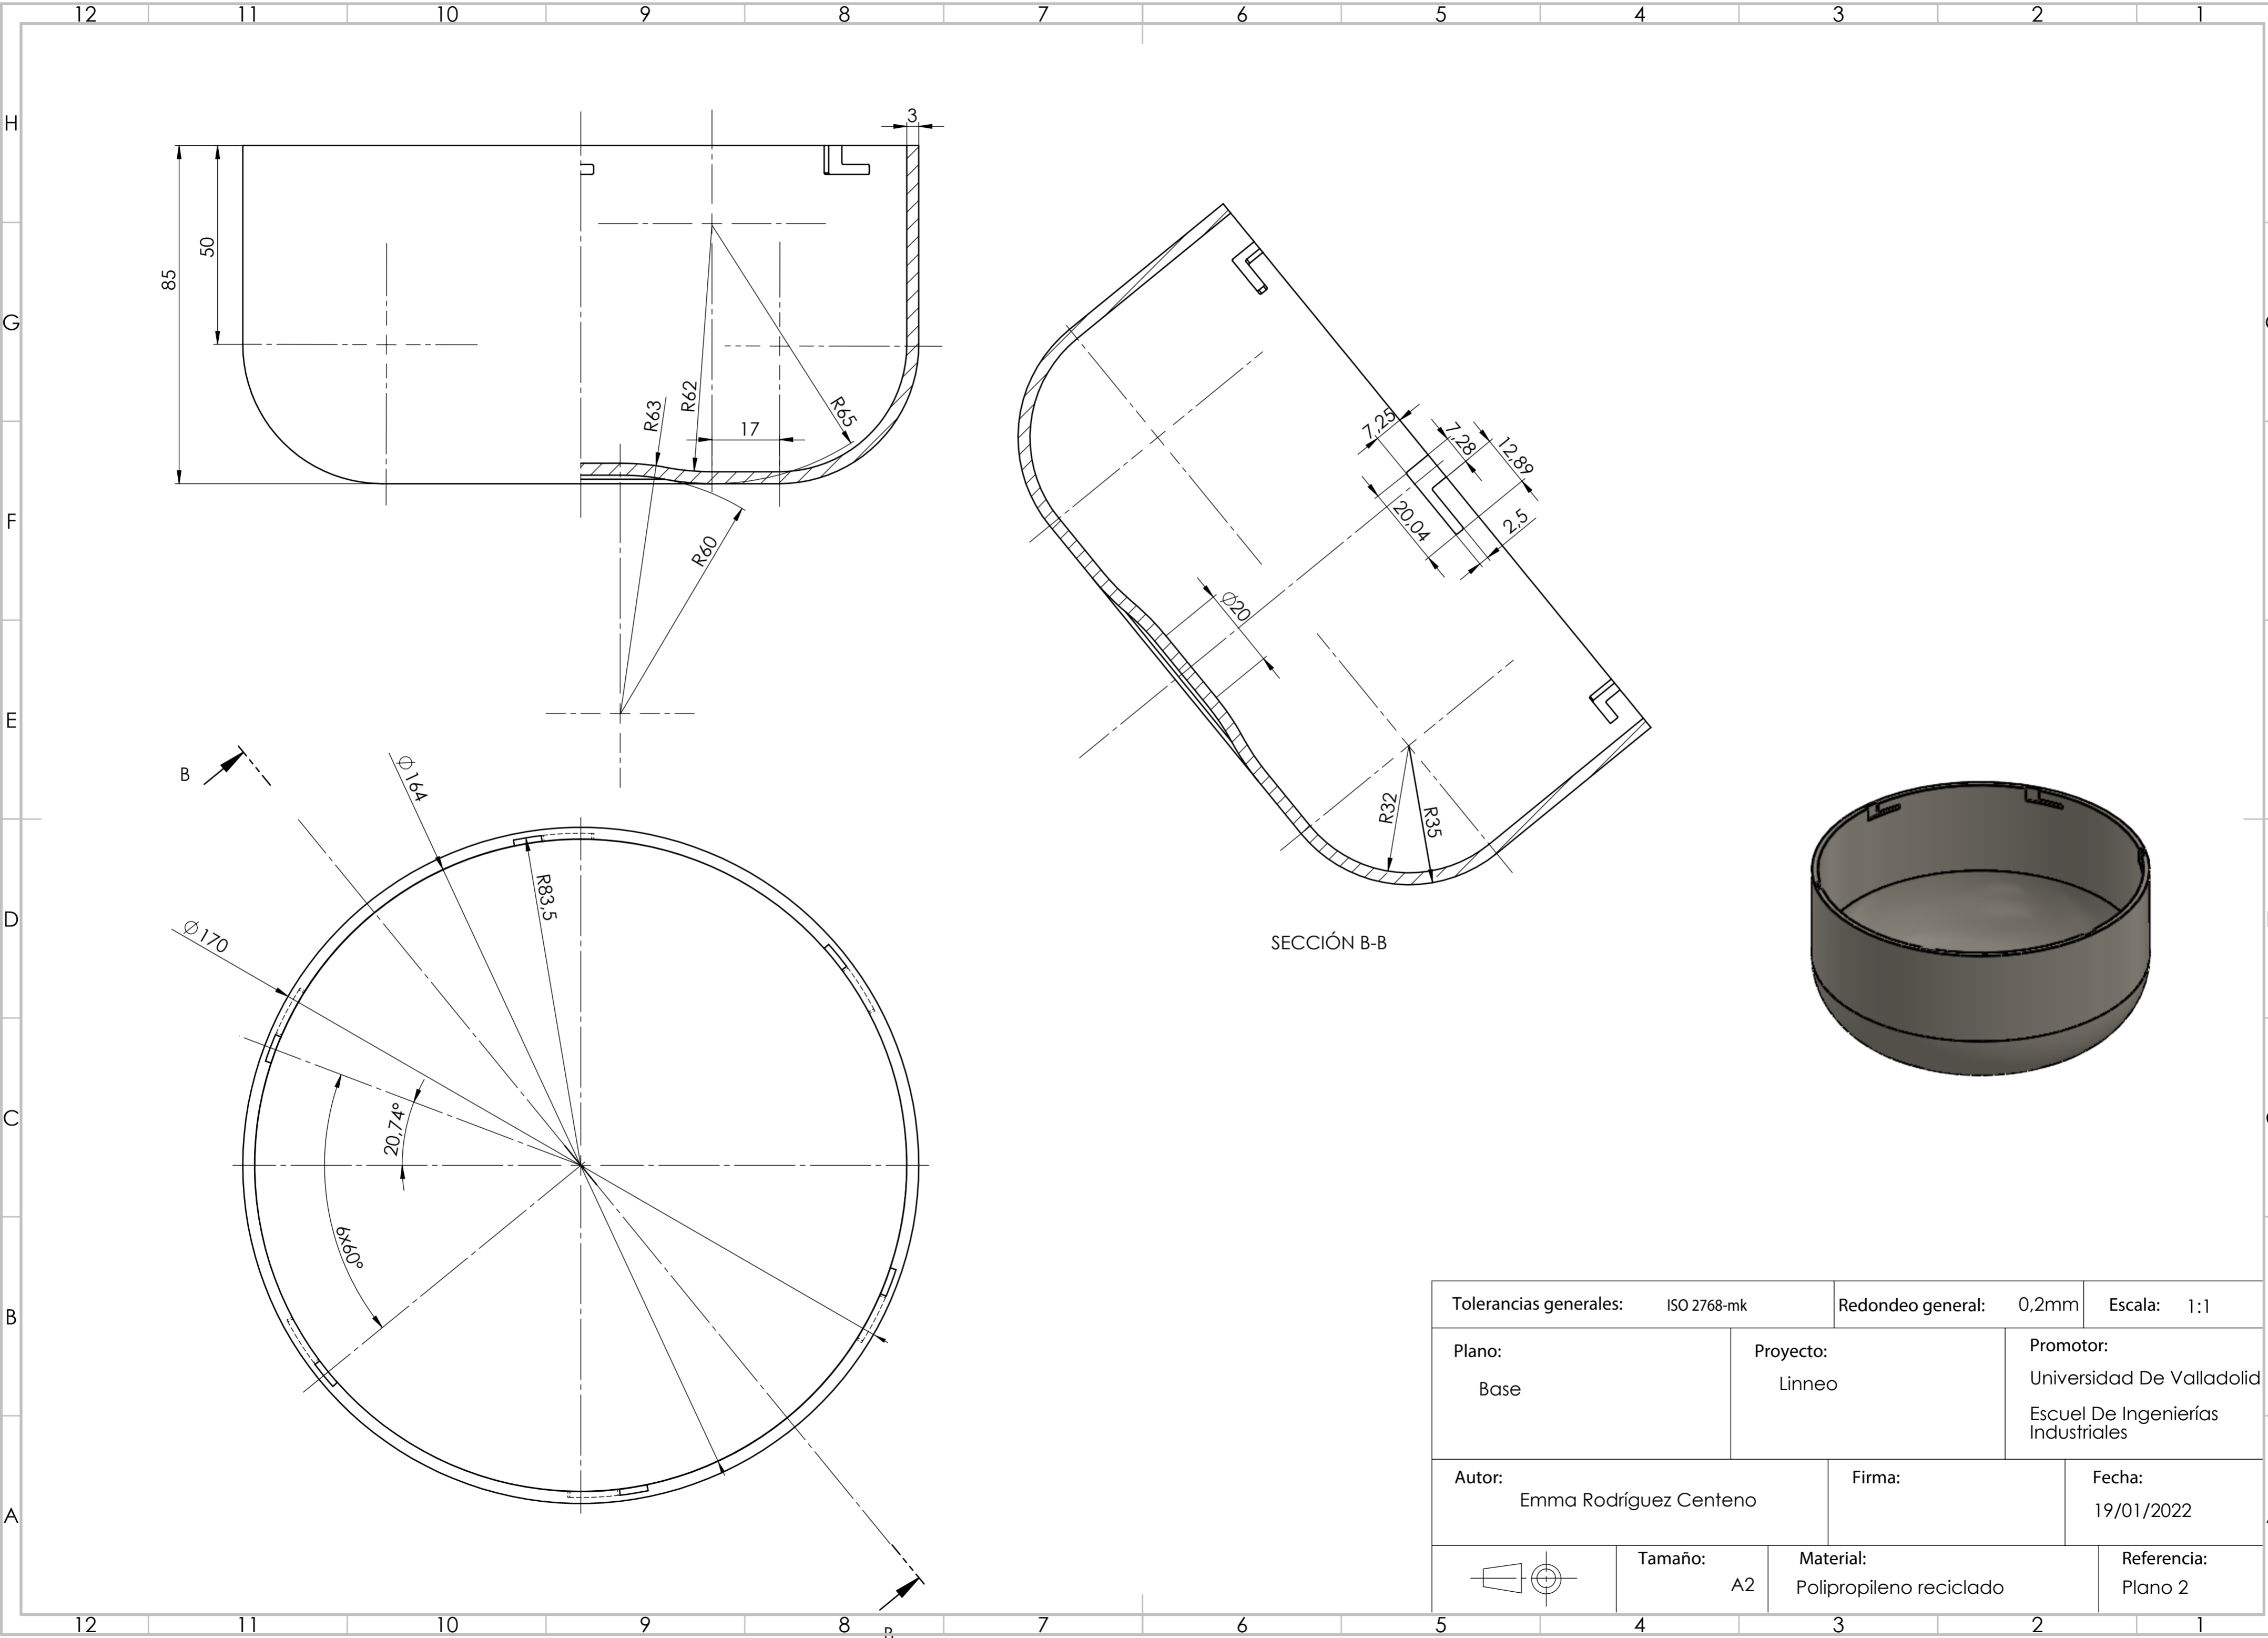 12 11 10 9 8 7 6 5 4 3 2 1
H
G
F
E
D
C
B
A
3
50
85
R63
R62
R65
17
R60
7,25
7,28
12,89
20,04
2,5
Ø20
R32
R35
SECCIÓN B-B
B
Ø164
R83,5
Ø170
20,74°
6x60°
Tolerancias generales: ISO 2768-mk Redondeo general: 0,2mm Escala: 1:1
Plano: Proyecto: Promotor:
Base Linneo Universidad De Valladolid
Escuel De Ingenierías
Industriales
Autor: Firma: Fecha:
Emma Rodríguez Centeno 19/01/2022
Tamaño: Material: Referencia:
A2 Polipropileno reciclado Plano 2
12 11 10 9 8 7 6 5 4 3 2 1